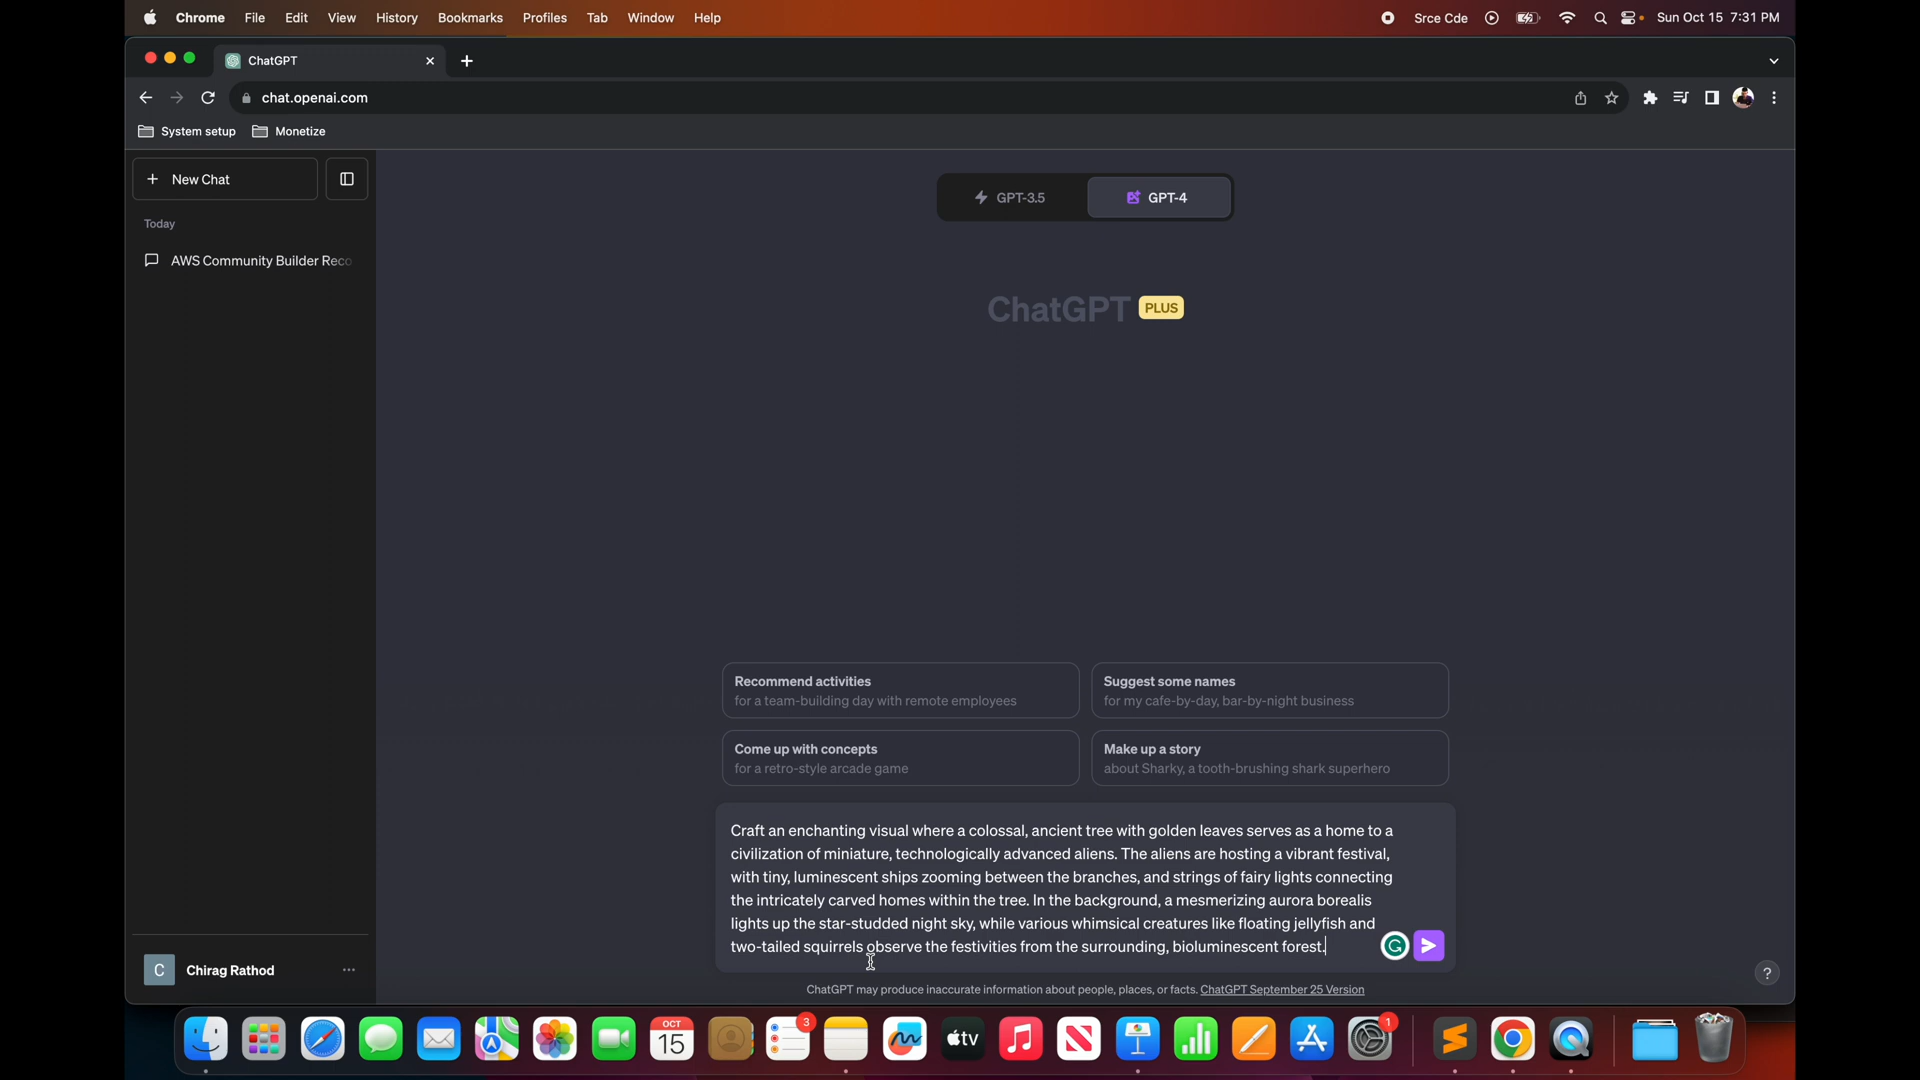 Chrome File Edit View History Bookmarks Profiles Tab Window Help Srce Cde Sun Oct 15 7:31 PM
ChatGPT
chat.openai.com
System setup Monetize
New Chat
GPT-3.5 GPT-4
Today
AWS Community Builder Reco
ChatGPT PLUS
Recommend activities
for a team-building day with remote employees
Suggest some names
for my cafe-by-day, bar-by-night business
Come up with concepts
for a retro-style arcade game
Make up a story
about Sharky, a tooth-brushing shark superhero
Craft an enchanting visual where a colossal, ancient tree with golden leaves serves as a home to a
civilization of miniature, technologically advanced aliens. The aliens are hosting a vibrant festival,
with tiny, luminescent ships zooming between the branches, and strings of fairy lights connecting
the intricately carved homes within the tree. In the background, a mesmerizing aurora borealis
lights up the star-studded night sky, while various whimsical creatures like floating jellyfish and
two-tailed squirrels observe the festivities from the surrounding, bioluminescent forest.
C Chirag Rathod
?
ChatGPT may produce inaccurate information about people, places, or facts. ChatGPT September 25 Version
OCT
15
3
tv
1